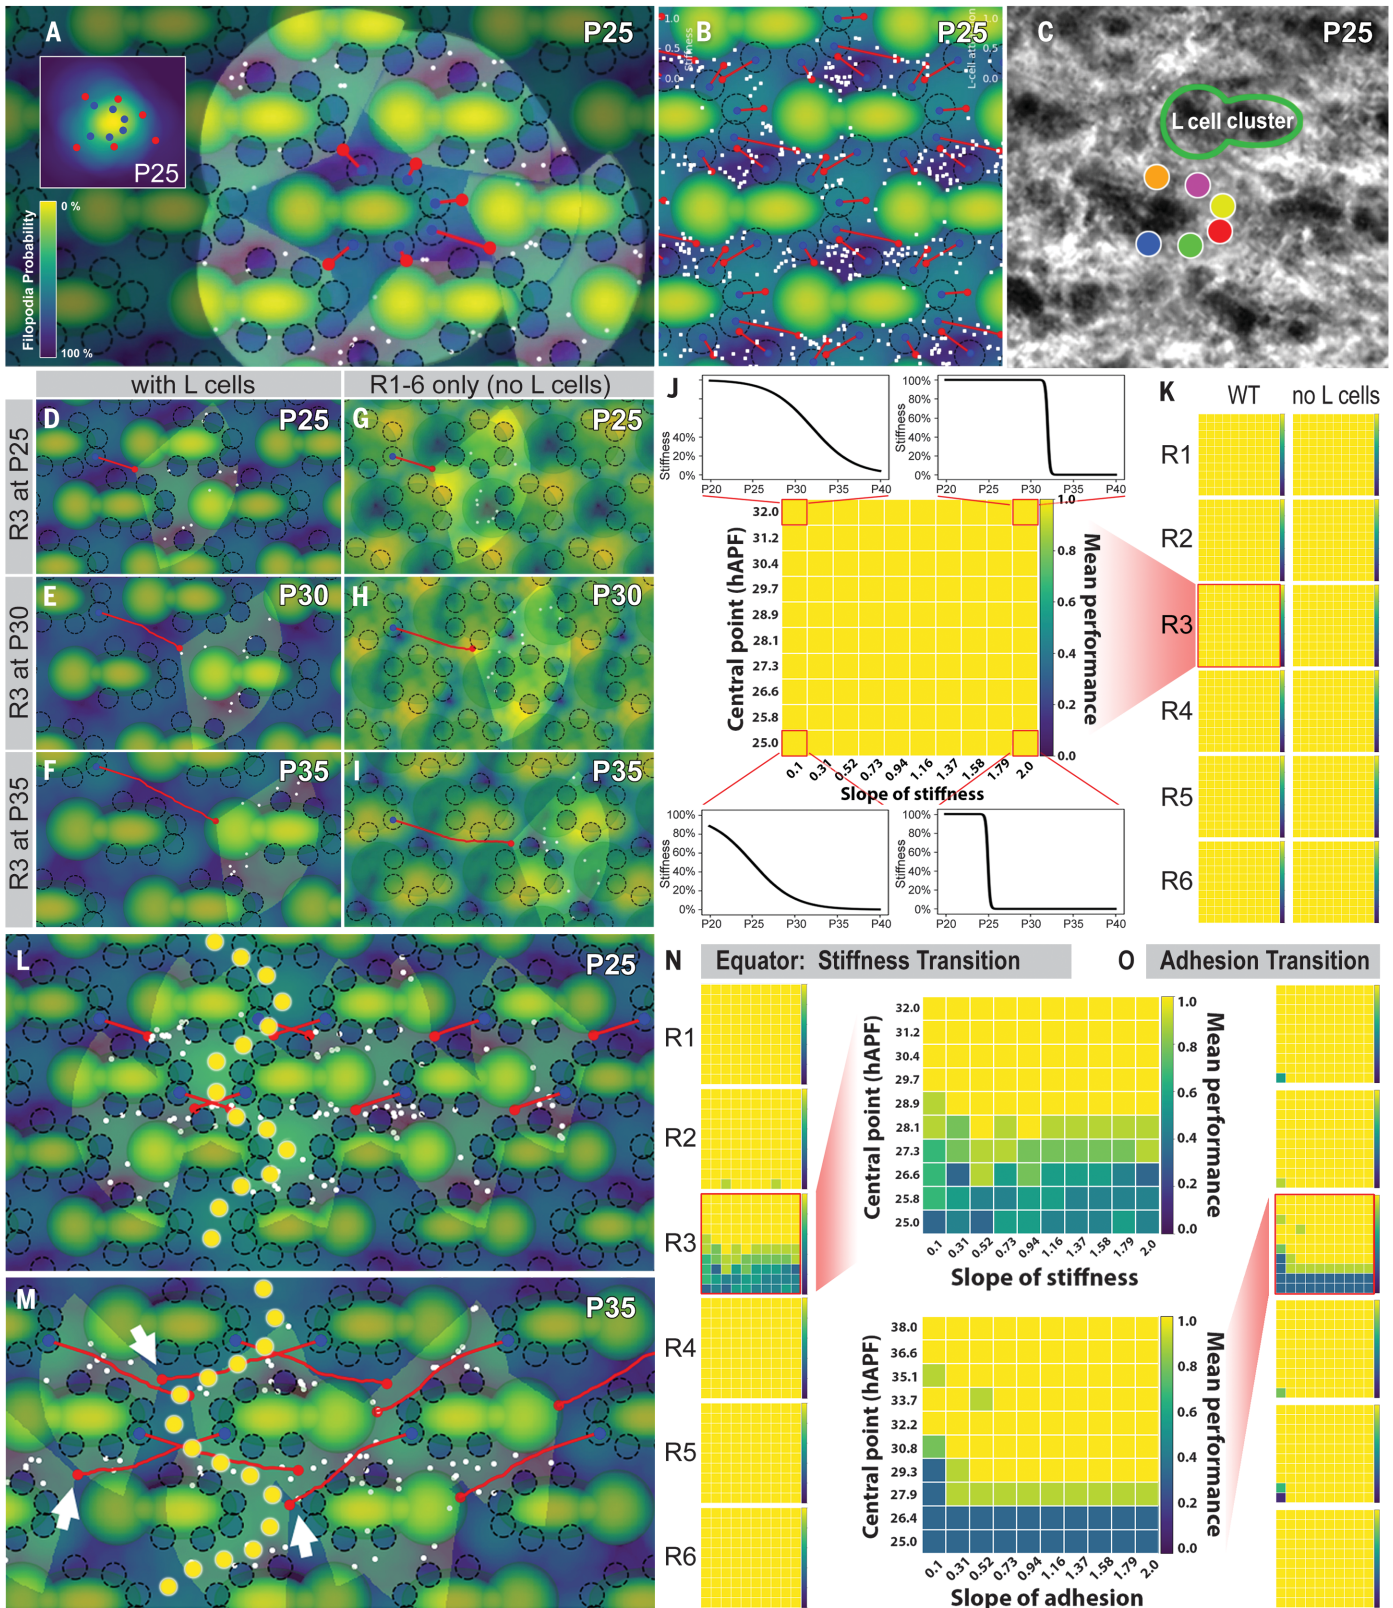 A
P25
P25
Filopodia Probability
0 %
100 %
B
P25
1.0
0.5
0.0
Stiffness
1.0
0.5
0.0
C
P25
L cell cluster
with L cells
R1-6 only (no L cells)
R3 at P25
R3 at P30
R3 at P35
D
P25
G
P25
E
P30
H
P30
F
P35
I
P35
J
Stiffness
40%
20%
0%
P20
P25
P30
P35
P40
Stiffness
100%
80%
60%
40%
20%
0%
P20
P25
P30
P35
P40
Central point (hAPF)
32.0
31.2
30.4
29.7
28.9
28.1
27.3
26.6
25.8
25.0
0.1
0.31
0.52
0.73
0.94
1.16
1.37
1.58
1.79
2.0
Slope of stiffness
1.0
0.8
0.6
0.4
0.2
0.0
Mean performance
Stiffness
100%
80%
60%
40%
20%
0%
P20
P25
P30
P35
P40
Stiffness
100%
80%
60%
40%
20%
0%
P20
P25
P30
P35
P40
K
WT
no L cells
R1
R2
R3
R4
R5
R6
L
P25
M
P35
N
Equator: Stiffness Transition
R1
R2
R3
R4
R5
R6
Central point (hAPF)
32.0
31.2
30.4
29.7
28.9
28.1
27.3
26.6
25.8
25.0
0.1
0.31
0.52
0.73
0.94
1.16
1.37
1.58
1.79
2.0
Slope of stiffness
1.0
0.8
0.6
0.4
0.2
0.0
Mean performance
O
Adhesion Transition
Central point (hAPF)
38.0
36.6
35.1
33.7
32.2
30.8
29.3
27.9
26.4
25.0
0.1
0.31
0.52
0.73
0.94
1.16
1.37
1.58
1.79
2.0
Slope of adhesion
1.0
0.8
0.6
0.4
0.2
0.0
Mean performance